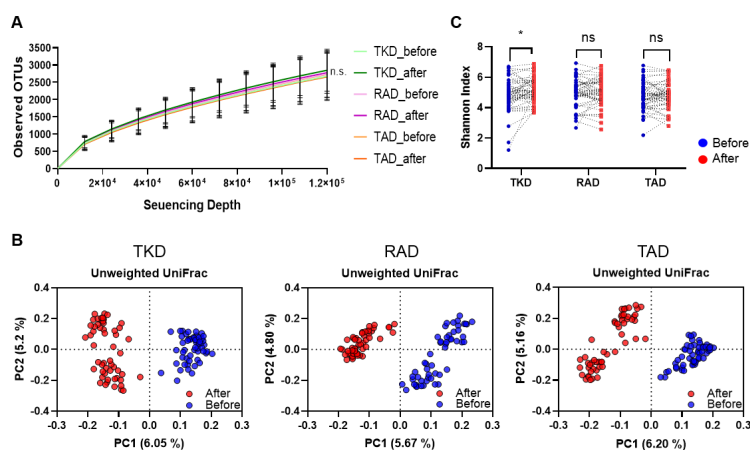 A
Observed OTUs
3500
3000
2500
2000
1500
1000
500
0
0
2×10⁴
4×10⁴
6×10⁴
8×10⁴
1×10⁵
1.2×10⁵
Seuencing Depth
n.s.
TKD_before
TKD_after
RAD_before
RAD_after
TAD_before
TAD_after
C
Shannon Index
8
6
4
2
0
*
ns
ns
TKD
RAD
TAD
Before
After
B
TKD
Unweighted UniFrac
PC2 (5.2 %)
0.4
0.2
0.0
-0.2
-0.4
-0.3
-0.2
-0.1
0.0
0.1
0.2
0.3
PC1 (6.05 %)
After
Before
RAD
Unweighted UniFrac
PC2 (4.80 %)
0.4
0.2
0.0
-0.2
-0.4
-0.3
-0.2
-0.1
0.0
0.1
0.2
0.3
PC1 (5.67 %)
After
Before
TAD
Unweighted UniFrac
PC2 (5.16 %)
0.4
0.2
0.0
-0.2
-0.4
-0.3
-0.2
-0.1
0.0
0.1
0.2
0.3
PC1 (6.20 %)
After
Before